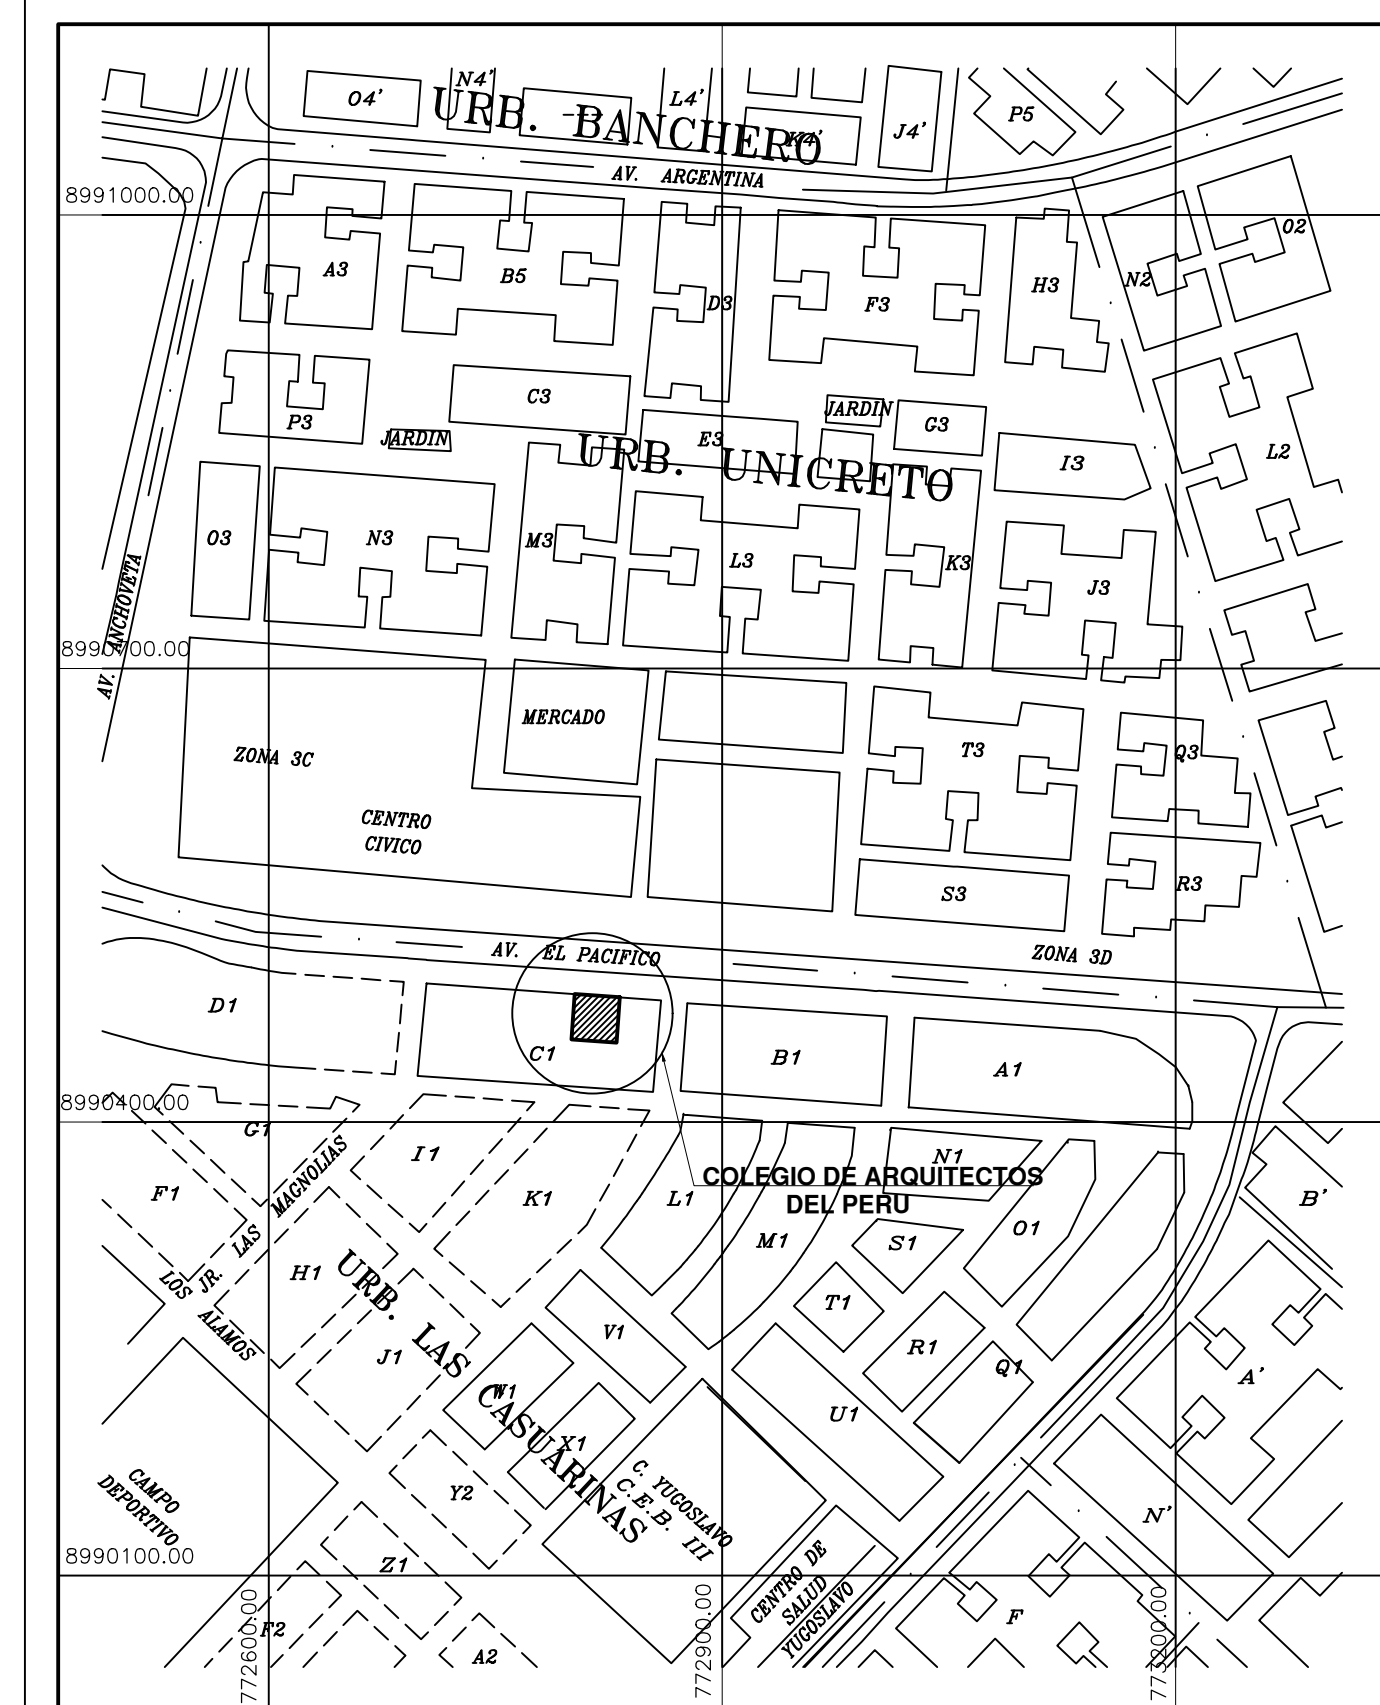 N4'
O4'
L4'
URB. BANCHERO
K4'
J4'
P5
AV. ARGENTINA
8991000.00
O2
A3
B5
D3
F3
H3
N2
P3
JARDIN
C3
E3
JARDIN
G3
I3
L2
URB. UNICRETO
O3
N3
M3
L3
K3
J3
AV. ANCHOVETA
8990700.00
ZONA 3C
MERCADO
T3
Q3
CENTRO
CIVICO
S3
R3
AV. EL PACIFICO
ZONA 3D
D1
C1
B1
A1
8990400.00
G1
I1
F1
K1
L1
N1
COLEGIO DE ARQUITECTOS
DEL PERU
M1
S1
O1
B'
JR. LAS MAGNOLIAS
LOS ALAMOS
H1
URB. LAS CASUARINAS
J1
V1
T1
R1
Q1
A'
W1
X1
U1
CAMPO
DEPORTIVO
Y2
C. YUGOSLAVO
C.E.B. III
N'
8990100.00
Z1
CENTRO DE
SALUD
YUGOSLAVO
F2
A2
F
772600.00
772900.00
773200.00